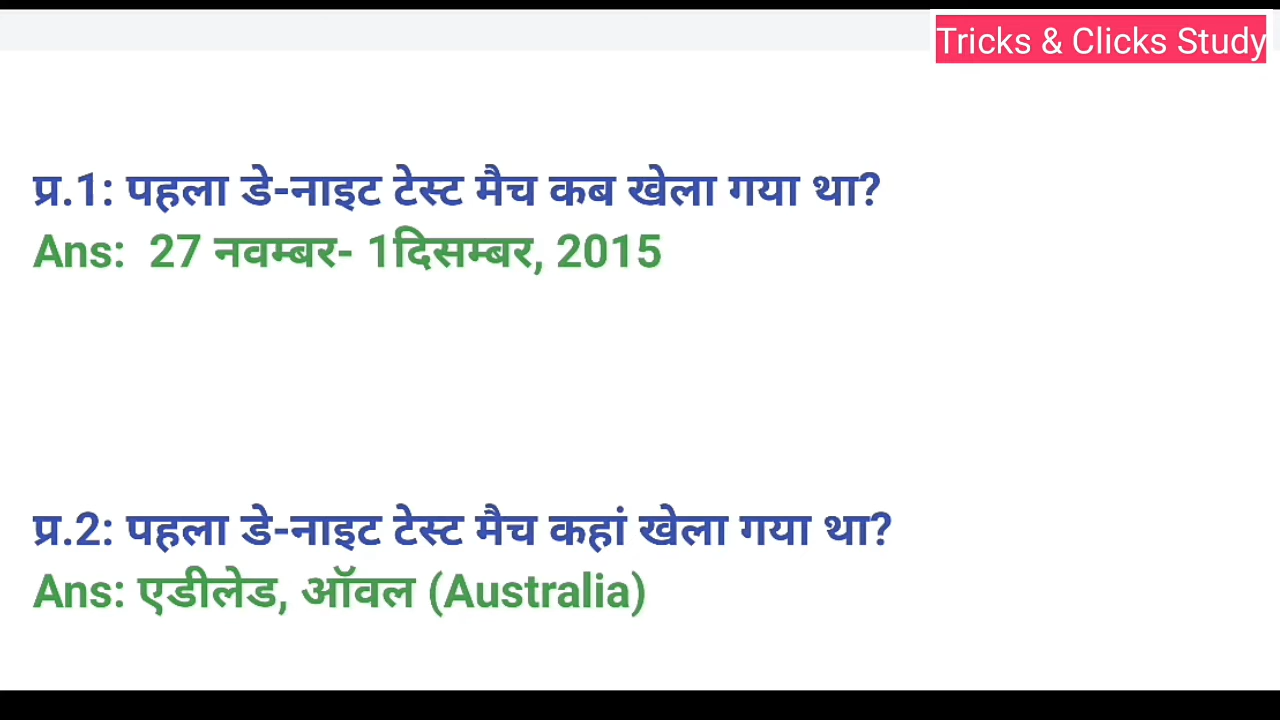 Tricks & Clicks Study
प्र.1: पहला डे-नाइट टेस्ट मैच कब खेला गया था?
Ans: 27 नवम्बर- 1दिसम्बर, 2015
प्र.2: पहला डे-नाइट टेस्ट मैच कहां खेला गया था?
Ans: एडीलेड, ऑवल (Australia)